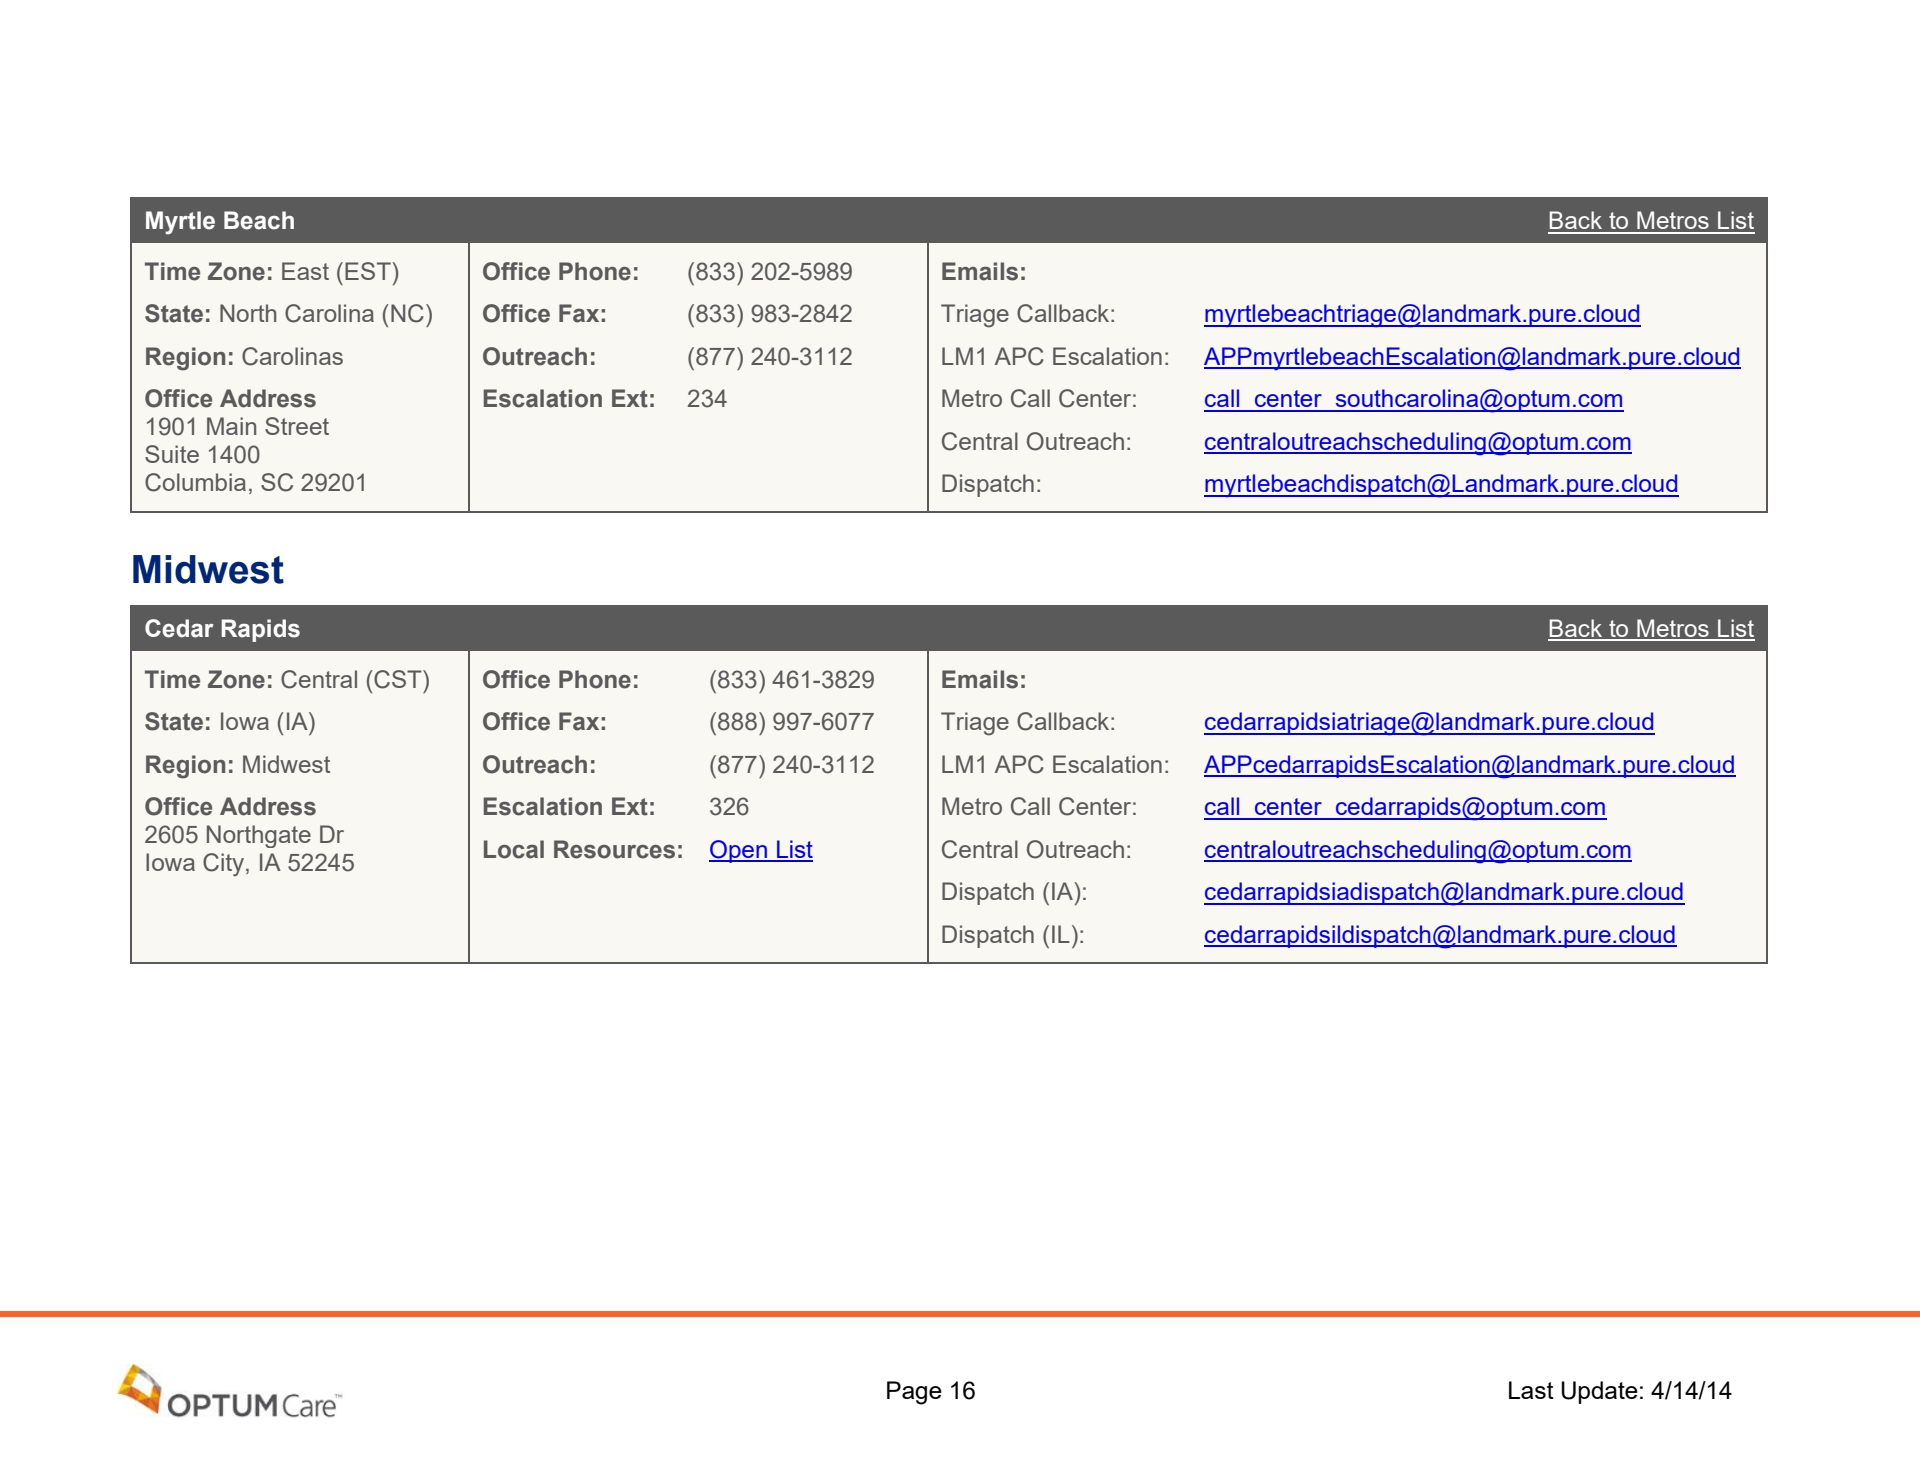 Myrtle Beach Back to Metros List
Time Zone: East (EST) Office Phone: (833) 202-5989 Emails:
State: North Carolina (NC) Office Fax: (833) 983-2842 Triage Callback: myrtlebeachtriage@landmark.pure.cloud
Region: Carolinas Outreach: (877) 240-3112 LM1 APC Escalation: APPmyrtlebeachEscalation@landmark.pure.cloud
Office Address Escalation Ext: 234 Metro Call Center: call_center_southcarolina@optum.com
1901 Main Street
Suite 1400 Central Outreach: centraloutreachscheduling@optum.com
Columbia, SC 29201 Dispatch: myrtlebeachdispatch@Landmark.pure.cloud
Midwest
Cedar Rapids Back to Metros List
Time Zone: Central (CST) Office Phone: (833) 461-3829 Emails:
State: Iowa (IA) Office Fax: (888) 997-6077 Triage Callback: cedarrapidsiatriage@landmark.pure.cloud
Region: Midwest Outreach: (877) 240-3112 LM1 APC Escalation: APPcedarrapidsEscalation@landmark.pure.cloud
Office Address Escalation Ext: 326 Metro Call Center: call_center_cedarrapids@optum.com
2605 Northgate Dr
Iowa City, IA 52245 Local Resources: Open List Central Outreach: centraloutreachscheduling@optum.com
Dispatch (IA): cedarrapidsiadispatch@landmark.pure.cloud
Dispatch (IL): cedarrapidsildispatch@landmark.pure.cloud
OPTUM Care™ Page 16 Last Update: 4/14/14